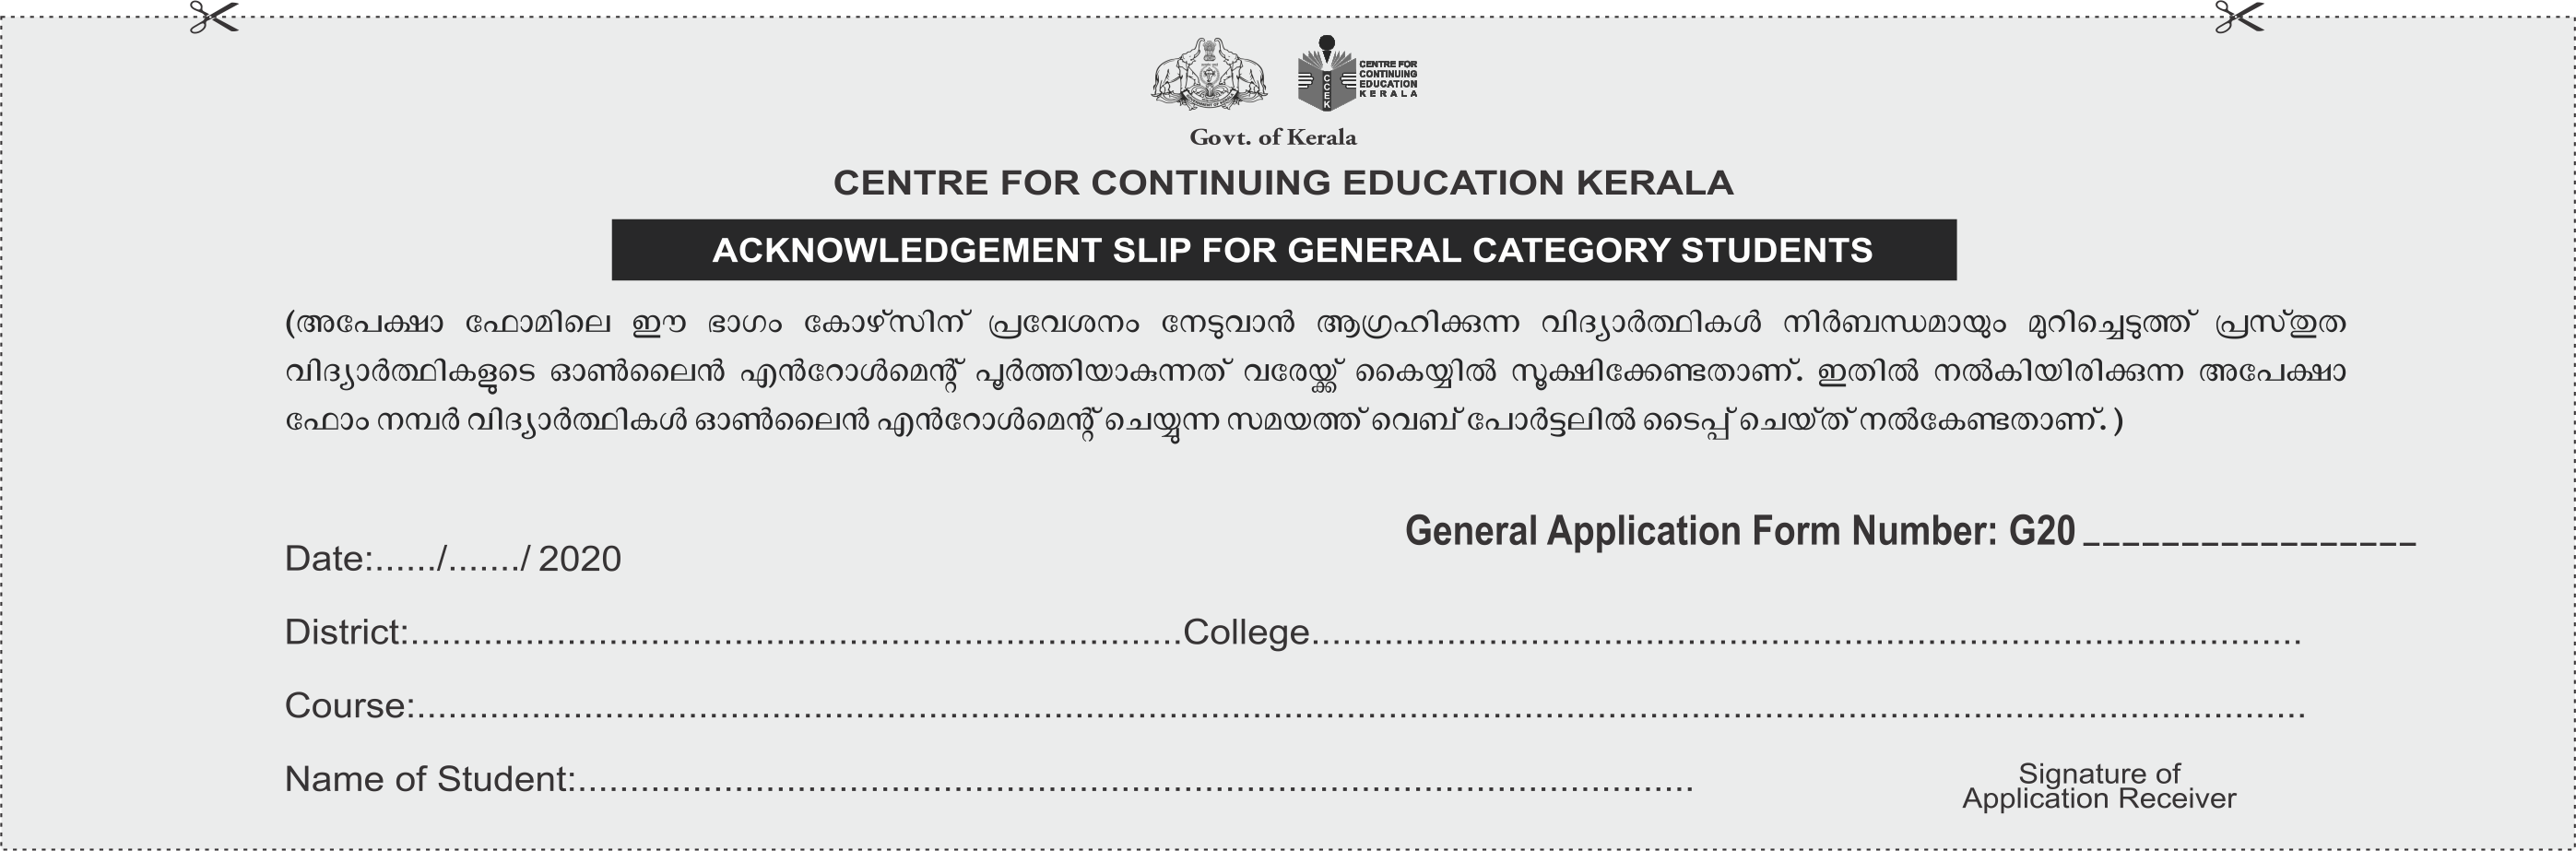 CENTRE FOR
CONTINUING
EDUCATION
KERALA
CCEK
Govt. of Kerala
CENTRE FOR CONTINUING EDUCATION KERALA
ACKNOWLEDGEMENT SLIP FOR GENERAL CATEGORY STUDENTS
(അപേക്ഷാ ഫോമിലെ ഈ ഭാഗം കോഴ്സിന് പ്രവേശനം നേടുവാൻ ആഗ്രഹിക്കുന്ന വിദ്യാർത്ഥികൾ നിർബന്ധമായും മുറിച്ചെടുത്ത് പ്രസ്തുത
വിദ്യാർത്ഥികളുടെ ഓൺലൈൻ എൻറോൾമെന്റ് പൂർത്തിയാകുന്നത് വരേയ്ക്ക് കൈയ്യിൽ സൂക്ഷിക്കേണ്ടതാണ്. ഇതിൽ നൽകിയിരിക്കുന്ന അപേക്ഷാ
ഫോം നമ്പർ വിദ്യാർത്ഥികൾ ഓൺലൈൻ എൻറോൾമെന്റ് ചെയ്യുന്ന സമയത്ത് വെബ് പോർട്ടലിൽ ടൈപ്പ് ചെയ്ത് നൽകേണ്ടതാണ്.)
General Application Form Number: G20 _________________
Date:....../......./ 2020
District:..........................................................................College...............................................................................................
Course:.....................................................................................................................................................................................
Name of Student:...........................................................................................................
Signature of
Application Receiver